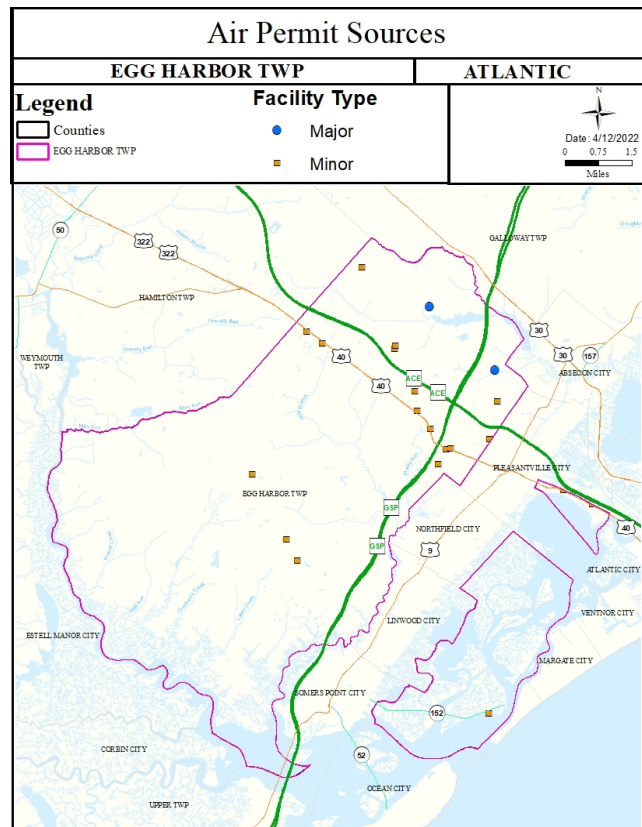 Air Permit Sources
EGG HARBOR TWP
ATLANTIC
Legend
Counties
EGG HARBOR TWP
Facility Type
Major
Minor
N
Date: 4/12/2022
0 0.75 1.5
Miles
50
322
322
GALLOWAY TWP
HAMILTON TWP
30
WEYMOUTH
TWP
40
30
157
ABSECON CITY
40
ACE
ACE
PLEASANTVILLE CITY
EGG HARBOR TWP
GSP
NORTHFIELD CITY
40
GSP
9
ATLANTIC CITY
VENTNOR CITY
LINWOOD CITY
ESTELL MANOR CITY
MARGATE CITY
SOMERS POINT CITY
152
CORBIN CITY
52
OCEAN CITY
UPPER TWP